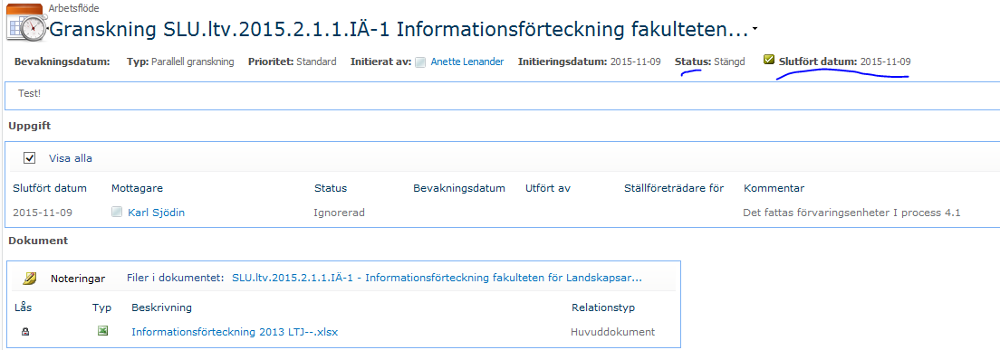 Arbetsflöde
Granskning SLU.ltv.2015.2.1.1.IÄ-1 Informationsförteckning fakulteten...
Bevakningsdatum: Typ: Parallell granskning Prioritet: Standard Initierat av: Anette Lenander Initieringsdatum: 2015-11-09 Status: Stängd Slutfört datum: 2015-11-09
Test!
Uppgift
Visa alla
Slutfört datum Mottagare Status Bevakningsdatum Utfört av Ställföreträdare för Kommentar
2015-11-09 Karl Sjödin Ignorerad Det fattas förvaringsenheter I process 4.1
Dokument
Noteringar Filer i dokumentet: SLU.ltv.2015.2.1.1.IÄ-1 - Informationsförteckning fakulteten för Landskapsar...
Lås Typ Beskrivning Relationstyp
Informationsförteckning 2013 LTJ--.xlsx Huvuddokument